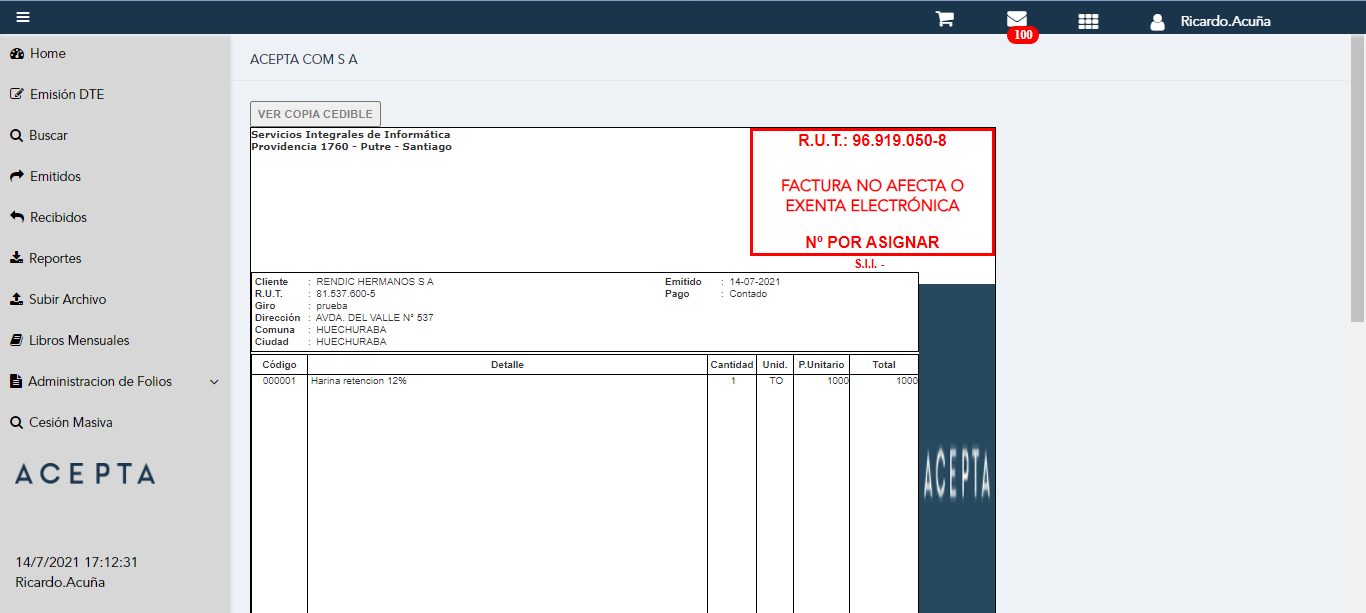 Ricardo.Acuña
100
Home
Emisión DTE
Buscar
Emitidos
Recibidos
Reportes
Subir Archivo
Libros Mensuales
Administracion de Folios
Cesión Masiva
ACEPTA
14/7/2021 17:12:31
Ricardo.Acuña
ACEPTA COM S A
VER COPIA CEDIBLE
Servicios Integrales de Informática
Providencia 1760 - Putre - Santiago
R.U.T.: 96.919.050-8
FACTURA NO AFECTA O
EXENTA ELECTRÓNICA
Nº POR ASIGNAR
S.I.I. -
Cliente : RENDIC HERMANOS S A Emitido : 14-07-2021
R.U.T. : 81.537.600-5 Pago : Contado
Giro : prueba
Dirección : AVDA. DEL VALLE N° 537
Comuna : HUECHURABA
Ciudad : HUECHURABA
Código Detalle Cantidad Unid. P.Unitario Total
000001 Harina retencion 12% 1 TO 1000 1000
ACEPTA